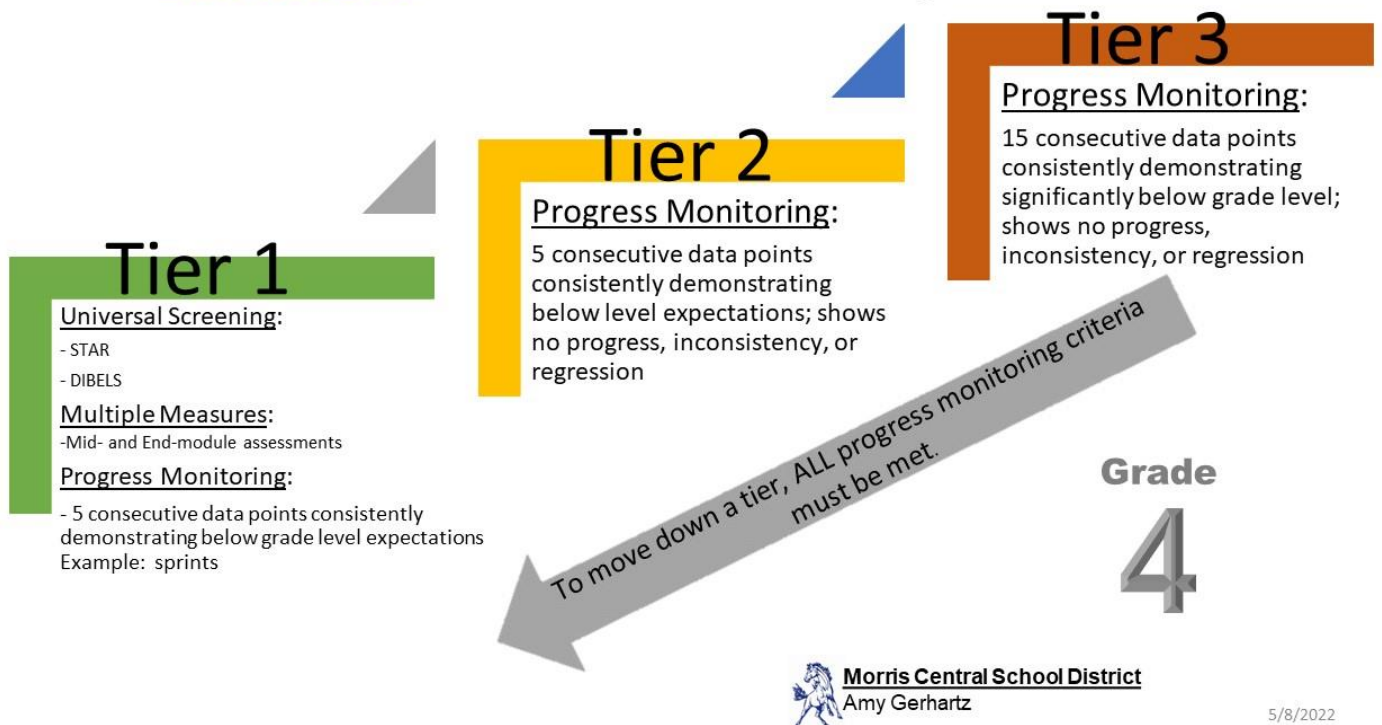 Tier 1
Universal Screening:
- STAR
- DIBELS
Multiple Measures:
-Mid- and End-module assessments
Progress Monitoring:
- 5 consecutive data points consistently
demonstrating below grade level expectations
Example: sprints
Tier 2
Progress Monitoring:
5 consecutive data points
consistently demonstrating
below level expectations; shows
no progress, inconsistency, or
regression
Tier 3
Progress Monitoring:
15 consecutive data points
consistently demonstrating
significantly below grade level;
shows no progress,
inconsistency, or regression
To move down a tier, ALL progress monitoring criteria
must be met.
Grade
4
Morris Central School District
Amy Gerhartz
5/8/2022